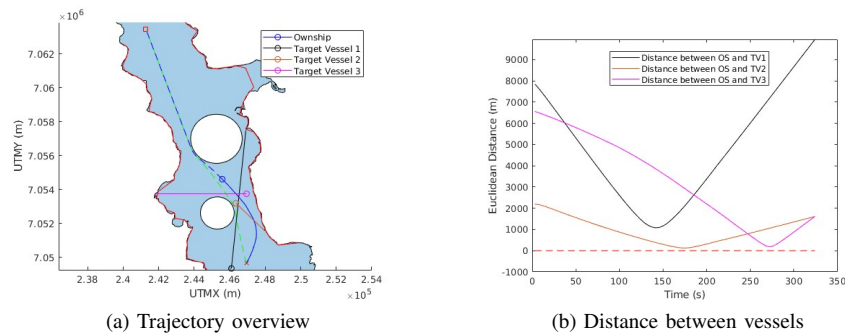 × 10⁶
7.062
7.06
7.058
7.056
7.054
7.052
7.05
UTMY (m)
Ownship
Target Vessel 1
Target Vessel 2
Target Vessel 3
2.38 2.4 2.42 2.44 2.46 2.48 2.5 2.52 2.54
UTMX (m)
× 10⁵
(a) Trajectory overview
9000
8000
7000
6000
5000
4000
3000
2000
1000
0
-1000
Euclidean Distance (m)
Distance between OS and TV1
Distance between OS and TV2
Distance between OS and TV3
0 50 100 150 200 250 300 350
Time (s)
(b) Distance between vessels